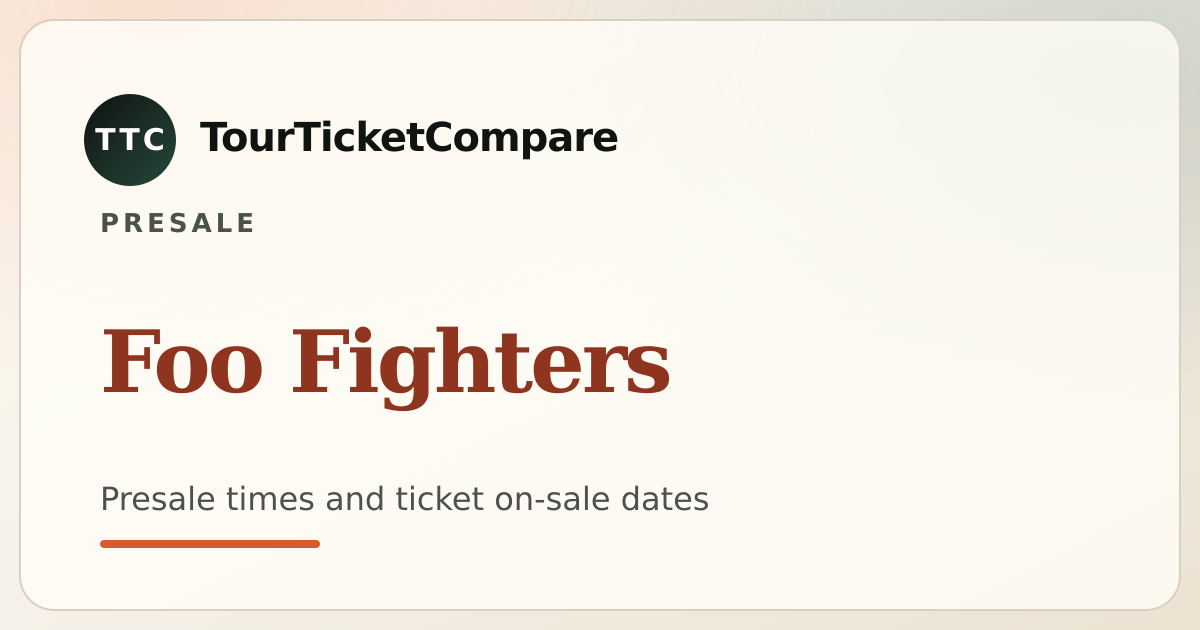 TTC TourTicketCompare
PRESALE
Foo Fighters
Presale times and ticket on-sale dates